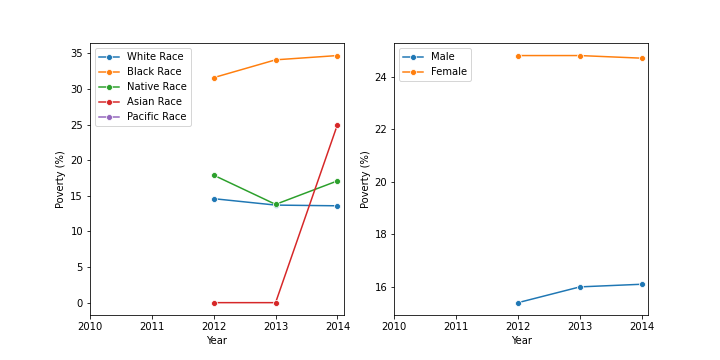 White Race
Black Race
Native Race
Asian Race
Pacific Race
35
30
25
20
15
10
5
0
Poverty (%)
2010 2011 2012 2013 2014
Year
Male
Female
24
22
20
18
16
Poverty (%)
2010 2011 2012 2013 2014
Year